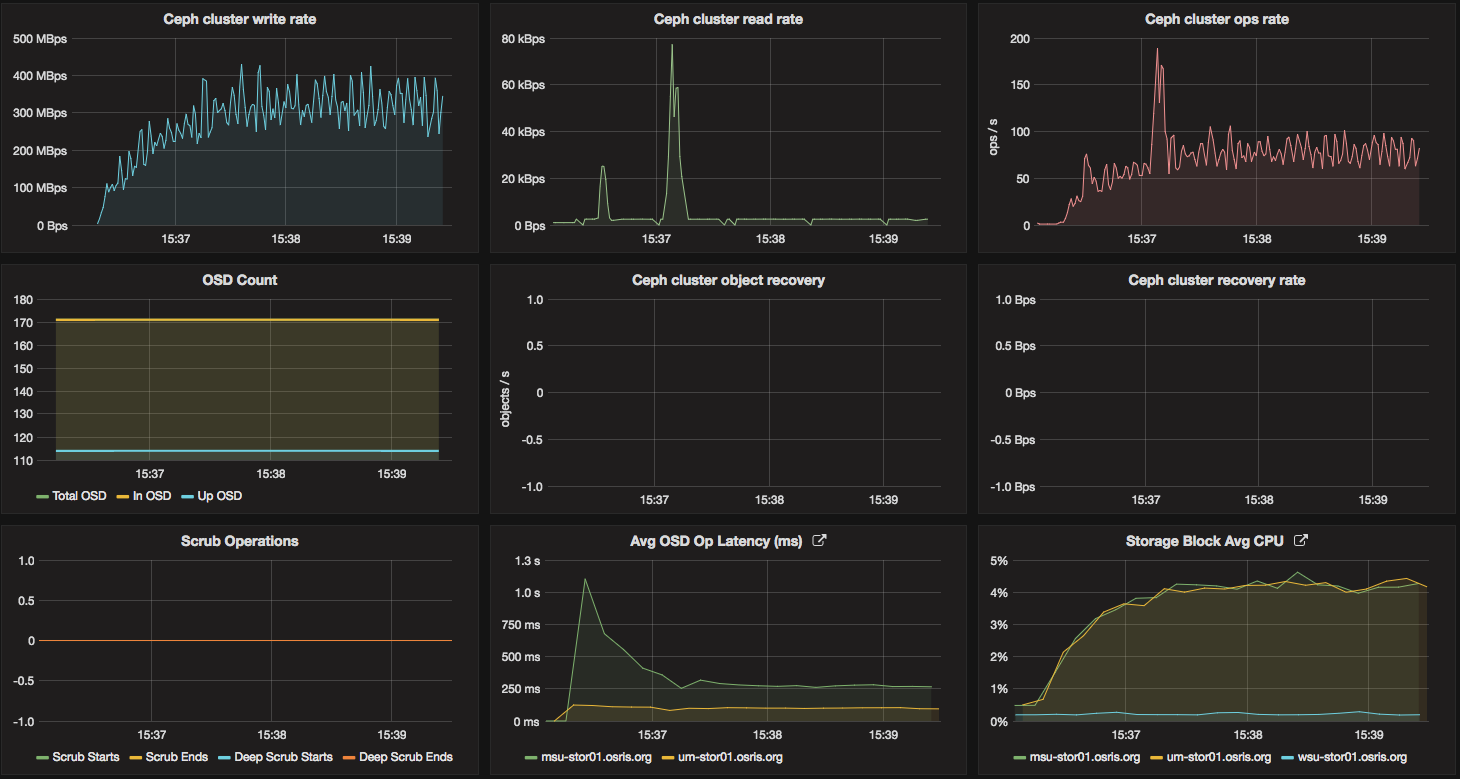 Ceph cluster write rate
500 MBps
400 MBps
300 MBps
200 MBps
100 MBps
0 Bps
15:37 15:38 15:39
Ceph cluster read rate
80 kBps
60 kBps
40 kBps
20 kBps
0 Bps
15:37 15:38 15:39
Ceph cluster ops rate
ops / s
200
150
100
50
0
15:37 15:38 15:39
OSD Count
180
170
160
150
140
130
120
110
15:37 15:38 15:39
Total OSD In OSD Up OSD
Ceph cluster object recovery
objects / s
1.0
0.5
0
-0.5
-1.0
15:37 15:38 15:39
Ceph cluster recovery rate
1.0 Bps
0.5 Bps
0 Bps
-0.5 Bps
-1.0 Bps
15:37 15:38 15:39
Scrub Operations
1.0
0.5
0
-0.5
-1.0
15:37 15:38 15:39
Scrub Starts Scrub Ends Deep Scrub Starts Deep Scrub Ends
Avg OSD Op Latency (ms)
1.3 s
1.0 s
750 ms
500 ms
250 ms
0 ms
15:37 15:38 15:39
msu-stor01.osris.org um-stor01.osris.org
Storage Block Avg CPU
5%
4%
3%
2%
1%
0%
15:37 15:38 15:39
msu-stor01.osris.org um-stor01.osris.org wsu-stor01.osris.org